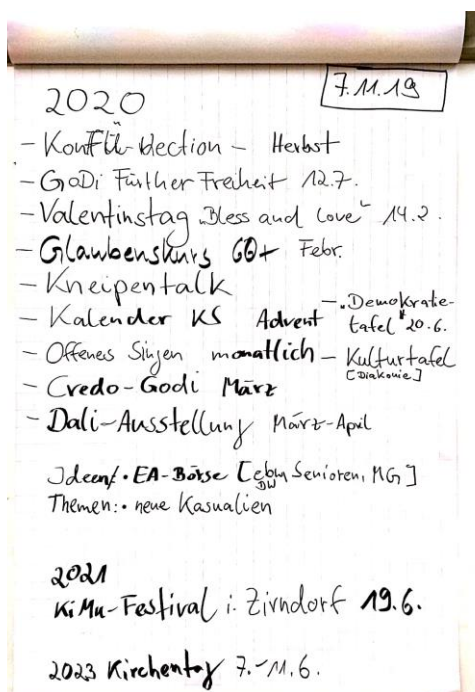 7.11.19
2020
- KonFÜ-bection - Herbst
- GoDi Fürther Freiheit 12.7.
- Valentinstag „Bless and love" 14.2.
- Glaubenskurs 60+ Febr.
- Kneipentalk
- Kalender KS Advent
- Offenes Singen monatlich
- „Demokratie-
tafel" 20.6.
- Kulturtafel
[Diakonie]
- Credo-Godi März
- Dali-Ausstellung März-April
Ideen/ • EA-Börse [ebw Senioren, MG]
DW
Themen: • neue Kasualien
2021
KiMu-Festival i. Zirndorf 19.6.
2023 Kirchentag 7.-11.6.